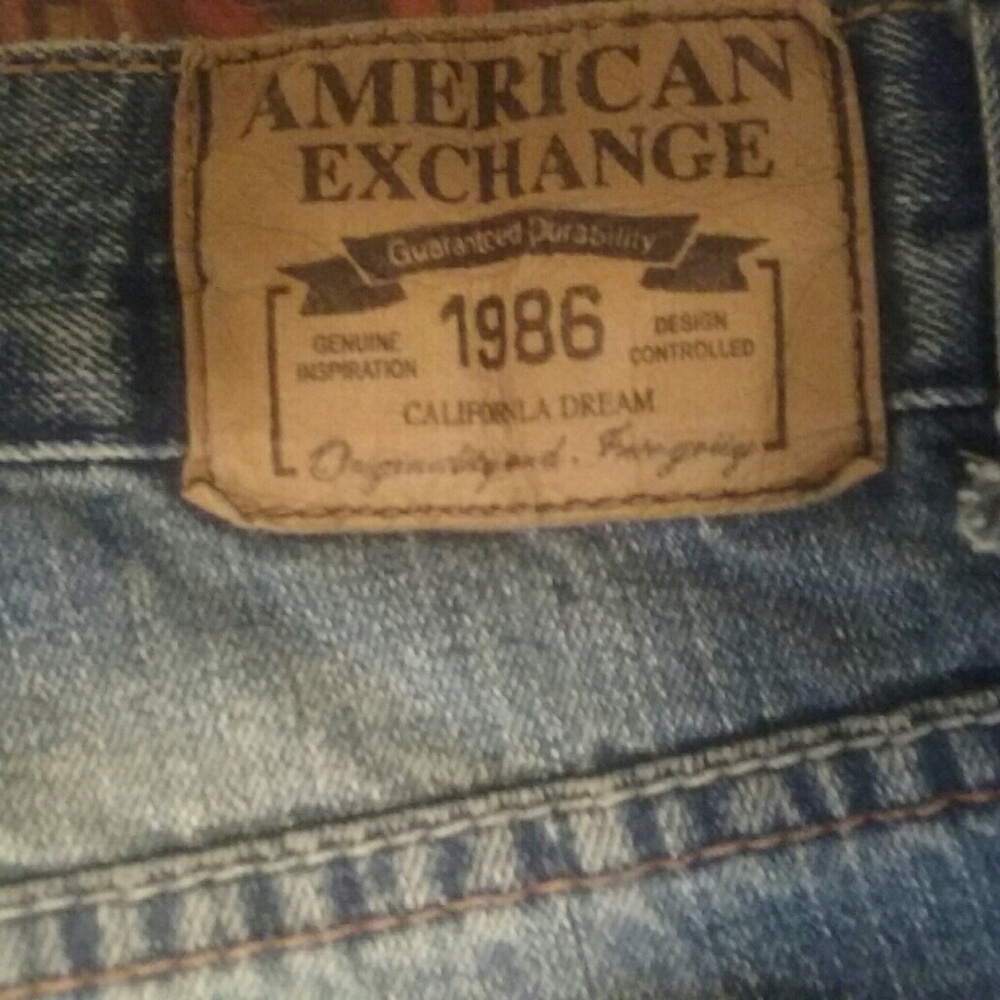 AMERICAN
EXCHANGE
Guaranteed Durability
1986
GENUINE
INSPIRATION
DESIGN
CONTROLLED
CALIFORNLA DREAM